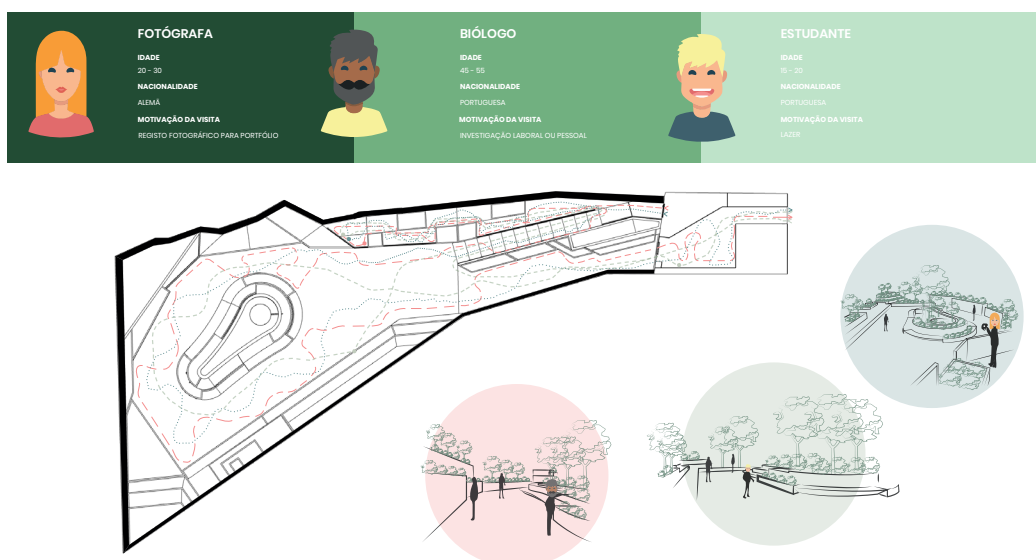 FOTÓGRAFA
IDADE
20 - 30
NACIONALIDADE
ALEMÃ
MOTIVAÇÃO DA VISITA
REGISTO FOTOGRÁFICO PARA PORTFÓLIO
BIÓLOGO
IDADE
45 - 55
NACIONALIDADE
PORTUGUESA
MOTIVAÇÃO DA VISITA
INVESTIGAÇÃO LABORAL OU PESSOAL
ESTUDANTE
IDADE
15 - 20
NACIONALIDADE
PORTUGUESA
MOTIVAÇÃO DA VISITA
LAZER